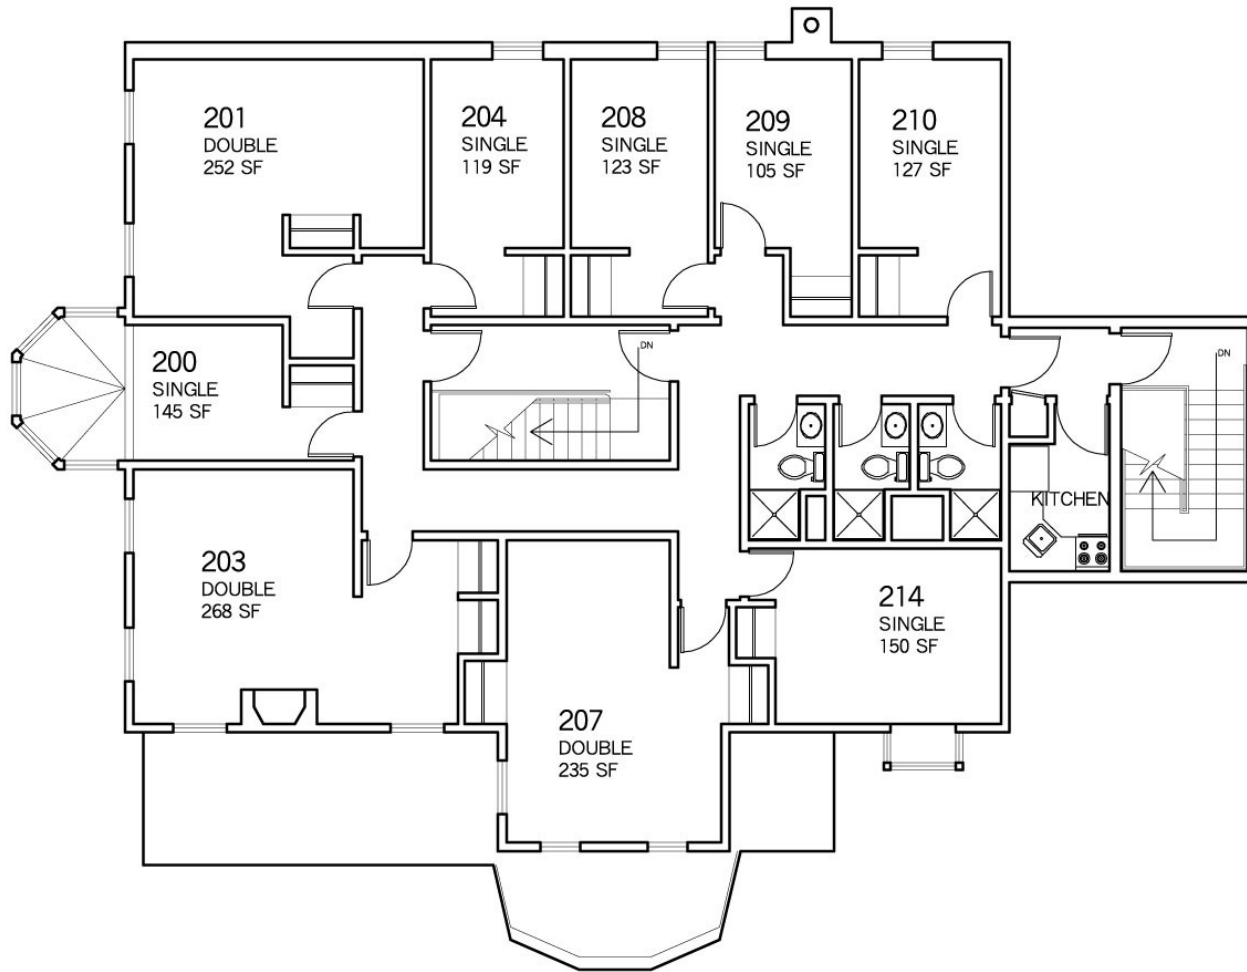 201
DOUBLE
252 SF
204
SINGLE
119 SF
208
SINGLE
123 SF
209
SINGLE
105 SF
210
SINGLE
127 SF
200
SINGLE
145 SF
DN
DN
KITCHEN
203
DOUBLE
268 SF
207
DOUBLE
235 SF
214
SINGLE
150 SF